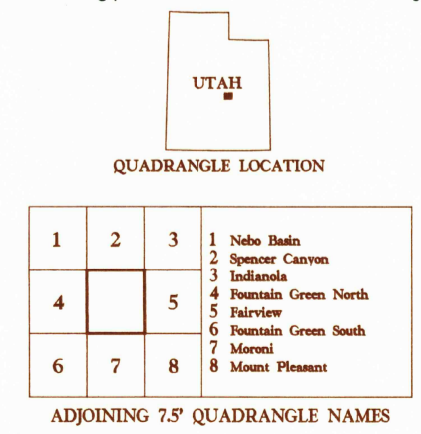 UTAH
QUADRANGLE LOCATION
1 2 3
4 5
6 7 8
1 Nebo Basin
2 Spencer Canyon
3 Indianola
4 Fountain Green North
5 Fairview
6 Fountain Green South
7 Moroni
8 Mount Pleasant
ADJOINING 7.5' QUADRANGLE NAMES